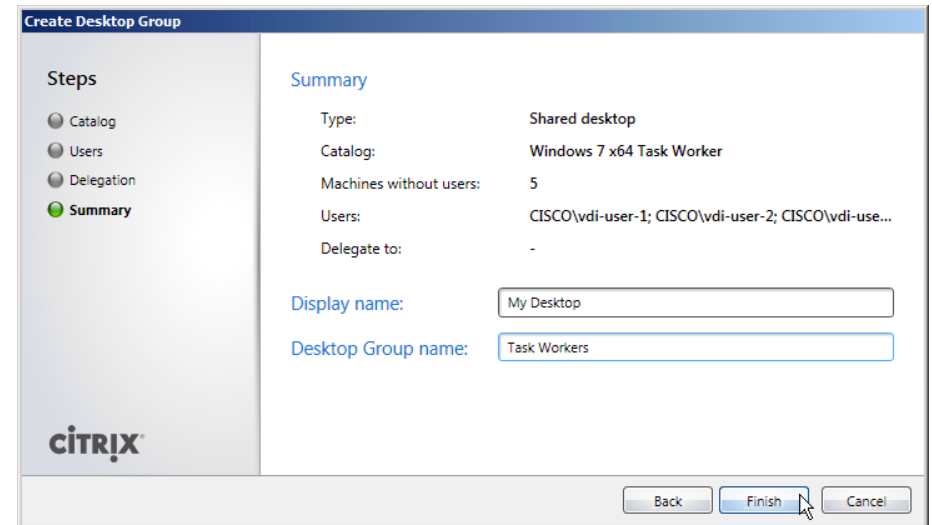 Create Desktop Group
Steps
Catalog
Users
Delegation
Summary
CITRIX
Summary
Type: Shared desktop
Catalog: Windows 7 x64 Task Worker
Machines without users: 5
Users: CISCO\vdi-user-1; CISCO\vdi-user-2; CISCO\vdi-use...
Delegate to: -
Display name: My Desktop
Desktop Group name: Task Workers
Back Finish Cancel